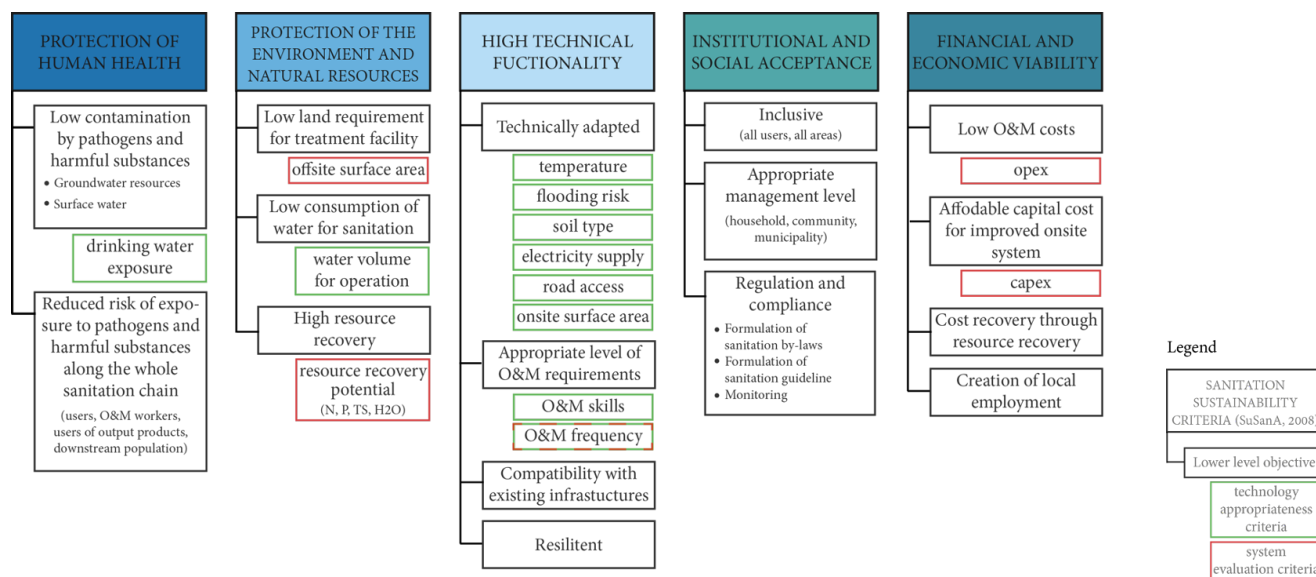 PROTECTION OF
HUMAN HEALTH
Low contamination
by pathogens and
harmful substances
• Groundwater resources
• Surface water
drinking water
exposure
Reduced risk of expo-
sure to pathogens and
harmful substances
along the whole
sanitation chain
(users, O&M workers,
users of output products,
downstream population)
PROTECTION OF THE
ENVIRONMENT AND
NATURAL RESOURCES
Low land requirement
for treatment facility
offsite surface area
Low consumption of
water for sanitation
water volume
for operation
High resource
recovery
resource recovery
potential
(N, P, TS, H2O)
HIGH TECHNICAL
FUCTIONALITY
Technically adapted
temperature
flooding risk
soil type
electricity supply
road access
onsite surface area
Appropriate level of
O&M requirements
O&M skills
O&M frequency
Compatibility with
existing infrastuctures
Resilitent
INSTITUTIONAL AND
SOCIAL ACCEPTANCE
Inclusive
(all users, all areas)
Appropriate
management level
(household, community,
municipality)
Regulation and
compliance
• Formulation of
sanitation by-laws
• Formulation of
sanitation guideline
• Monitoring
FINANCIAL AND
ECONOMIC VIABILITY
Low O&M costs
opex
Affodable capital cost
for improved onsite
system
capex
Cost recovery through
resource recovery
Creation of local
employment
Legend
SANITATION
SUSTAINABILITY
CRITERIA (SuSanA, 2008)
Lower level objective
technology
appropriateness
criteria
system
evaluation criteria